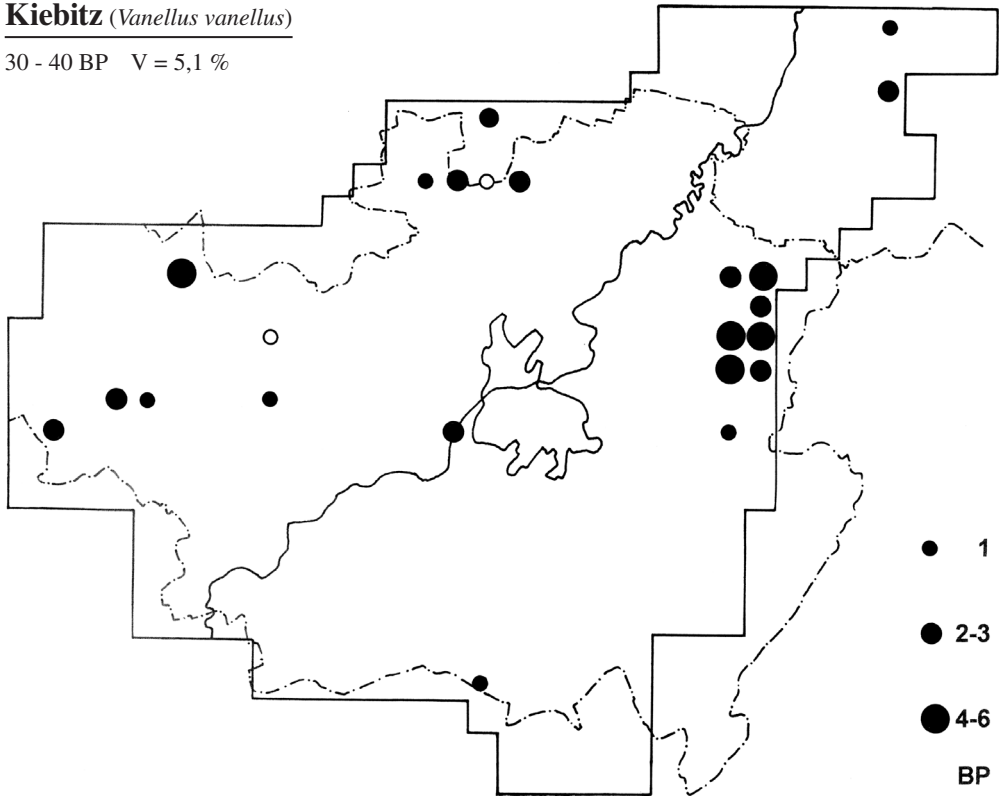 Kiebitz (Vanellus vanellus)
30 - 40 BP V = 5,1 %
1
2-3
4-6
BP